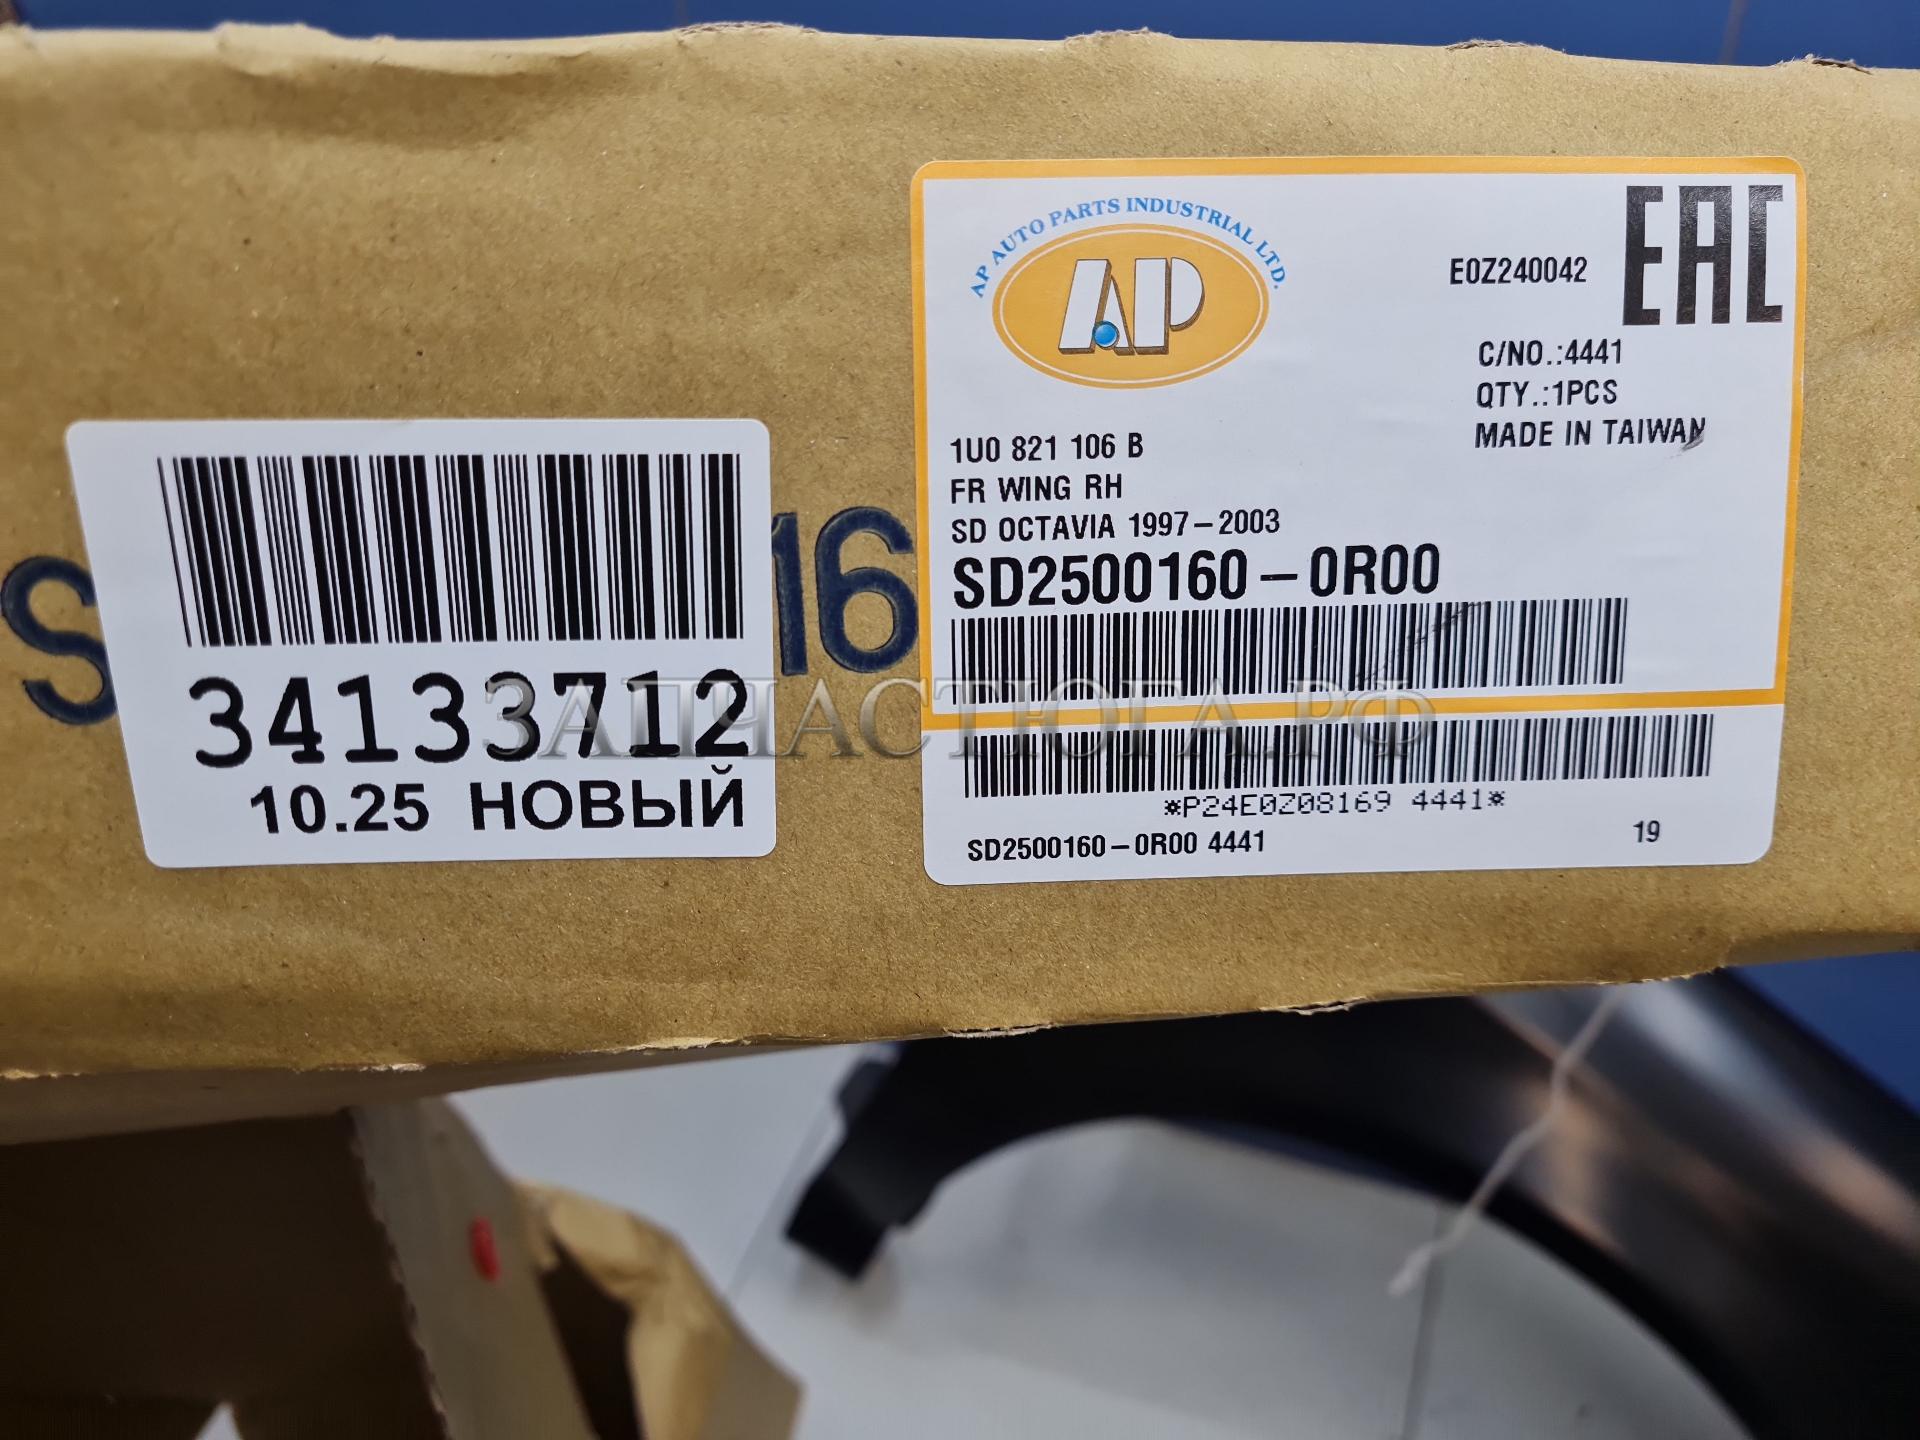 AP AUTO PARTS INDUSTRIAL LTD.
AP
E0Z240042
EAC
C/NO.:4441
QTY.:1PCS
MADE IN TAIWAN
1U0 821 106 B
FR WING RH
SD OCTAVIA 1997-2003
SD2500160-0R00
*P24E0Z08169 4441*
SD2500160-0R00 4441
19
S
16
34133712
10.25 НОВЫЙ
ЗАПЧАСТЮГА.РФ